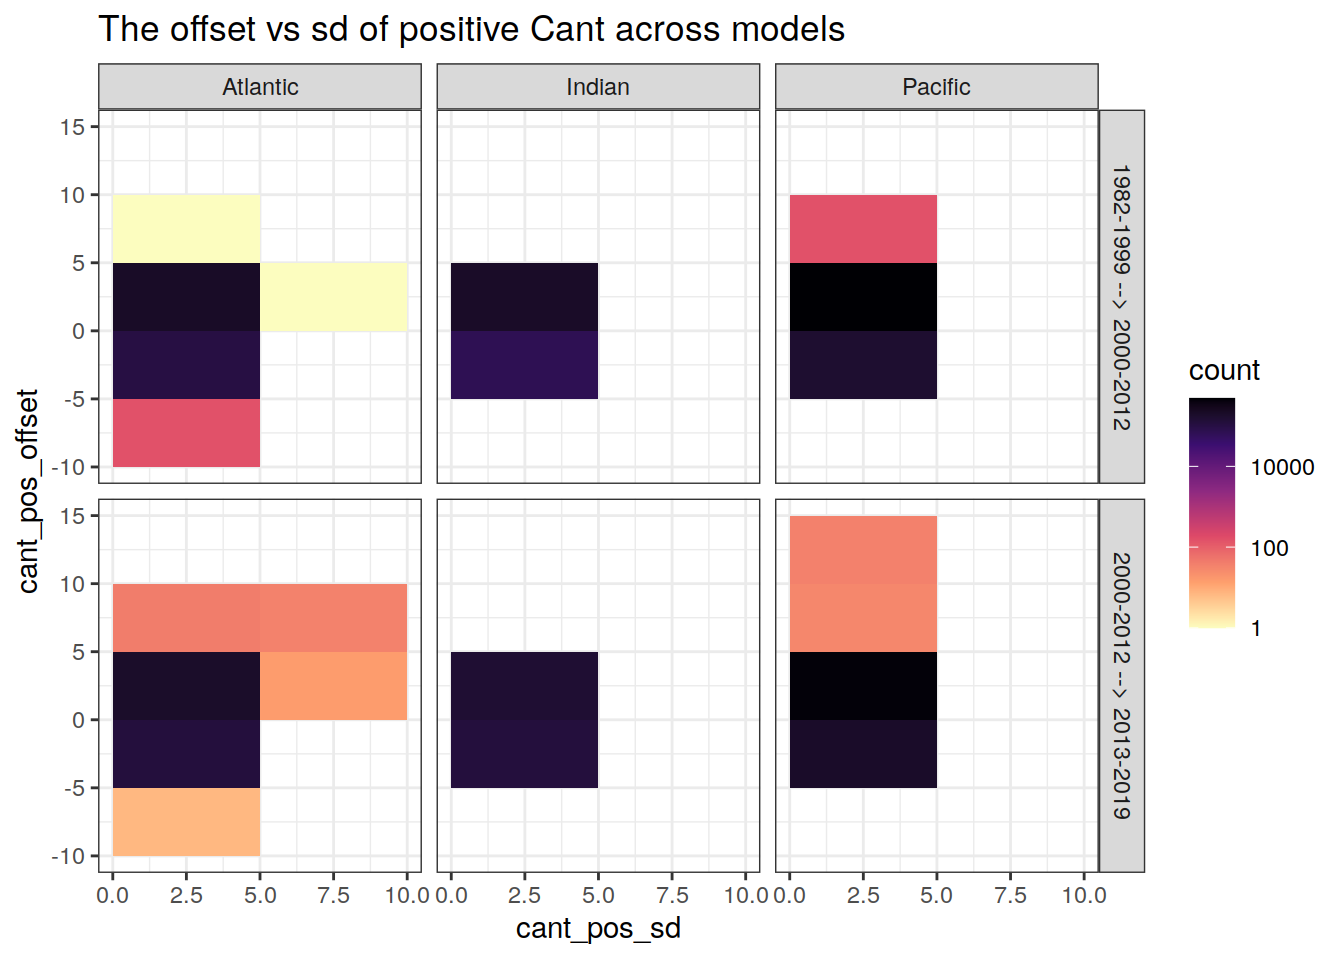 The offset vs sd of positive Cant across models
Atlantic
Indian
Pacific
15
10
5
0
-5
-10
1982-1999 --> 2000-2012
15
10
5
0
-5
-10
2000-2012 --> 2013-2019
0.0 2.5 5.0 7.5 10.0
0.0 2.5 5.0 7.5 10.0
0.0 2.5 5.0 7.5 10.0
cant_pos_sd
cant_pos_offset
count
10000
100
1